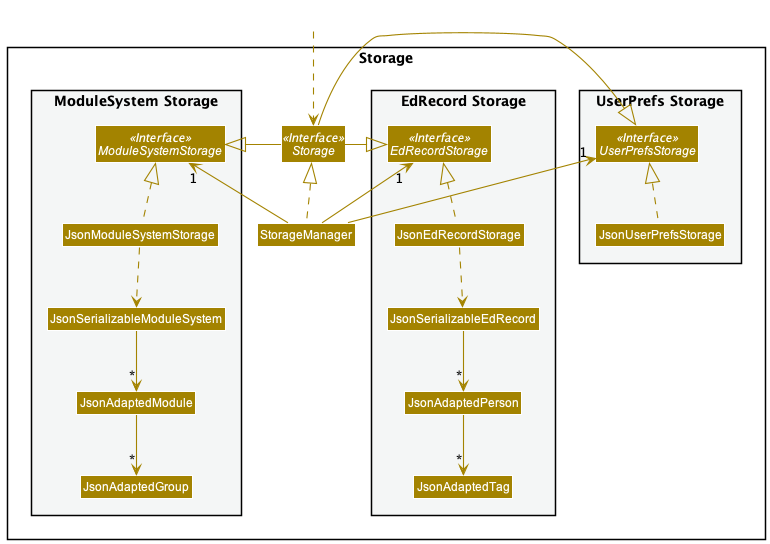 Storage
ModuleSystem Storage
EdRecord Storage
UserPrefs Storage
«Interface»
ModuleSystemStorage
«Interface»
Storage
«Interface»
EdRecordStorage
«Interface»
UserPrefsStorage
1
1
1
JsonModuleSystemStorage
StorageManager
JsonEdRecordStorage
JsonUserPrefsStorage
JsonSerializableModuleSystem
JsonSerializableEdRecord
*
*
JsonAdaptedModule
JsonAdaptedPerson
*
*
JsonAdaptedGroup
JsonAdaptedTag